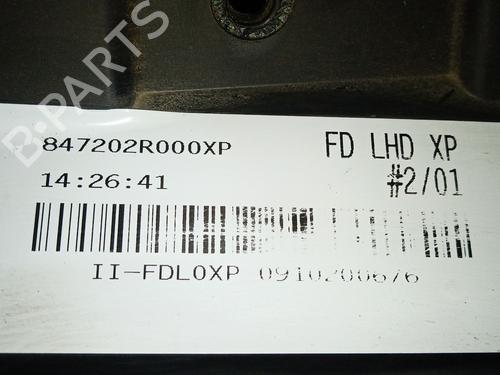 B-PARTS
847202R000XP
FD LHD XP
14:26:41
#2/01
II-FDL0XP 0910200676